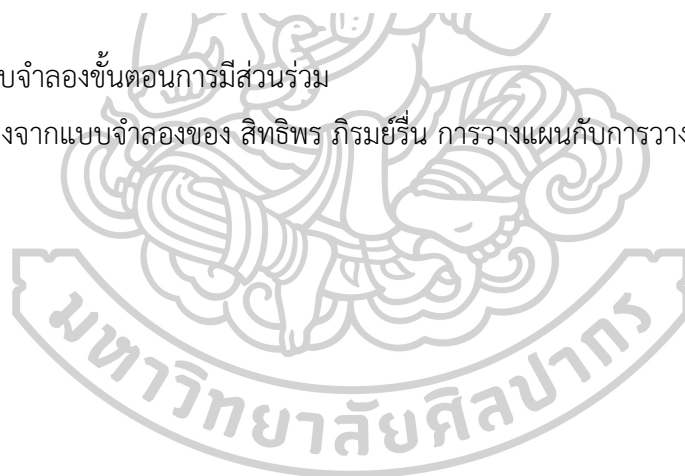 บจำลองขั้นตอนการมีส่วนร่วม
งจากแบบจำลองของ สิทธิพร ภิรมย์รื่น การวางแผนกับการวาง
มหาวิทยาลัยศิลปากร